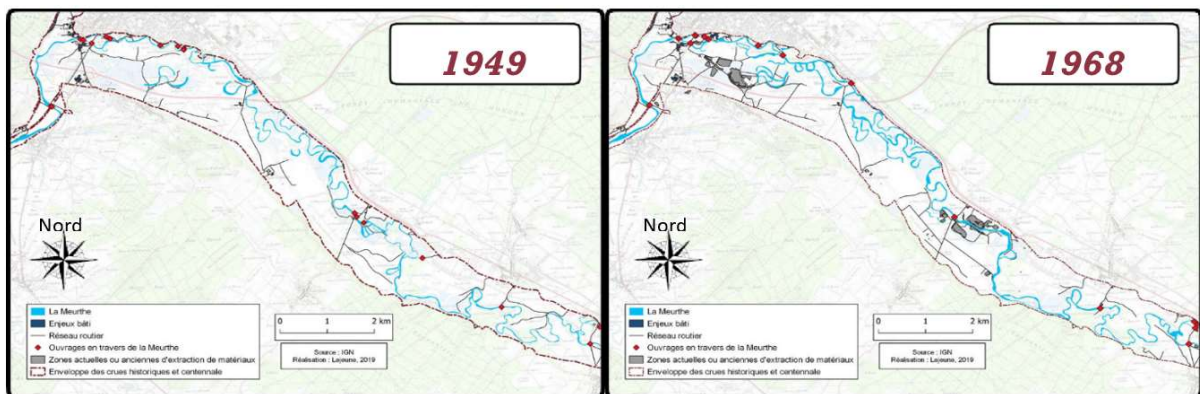 1949
Nord
La Meurthe
Enjeux bâti
Réseau routier
Ouvrages en travers de la Meurthe
Zones actuelles ou anciennes d'extraction de matériaux
Enveloppe des crues historiques et centennale
0 1 2 km
Source : IGN
Réalisation : Lajeune, 2019
1968
Nord
La Meurthe
Enjeux bâti
Réseau routier
Ouvrages en travers de la Meurthe
Zones actuelles ou anciennes d'extraction de matériaux
Enveloppe des crues historiques et centennale
0 1 2 km
Source : IGN
Réalisation : Lajeune, 2019